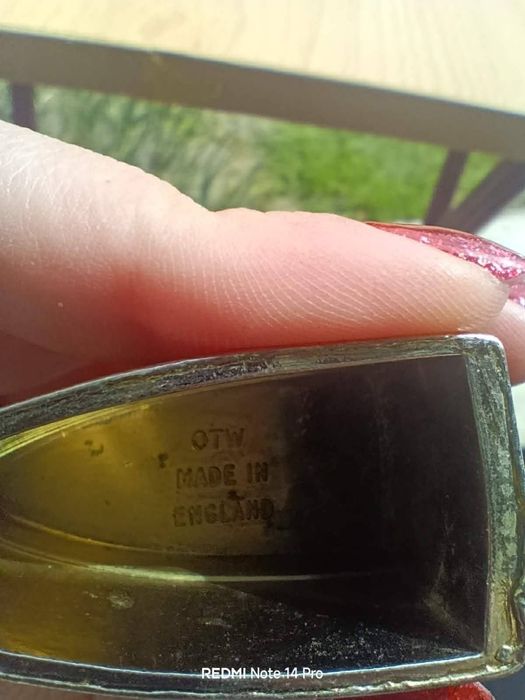 OTW
MADE IN
ENGLAND
REDMI Note 14 Pro